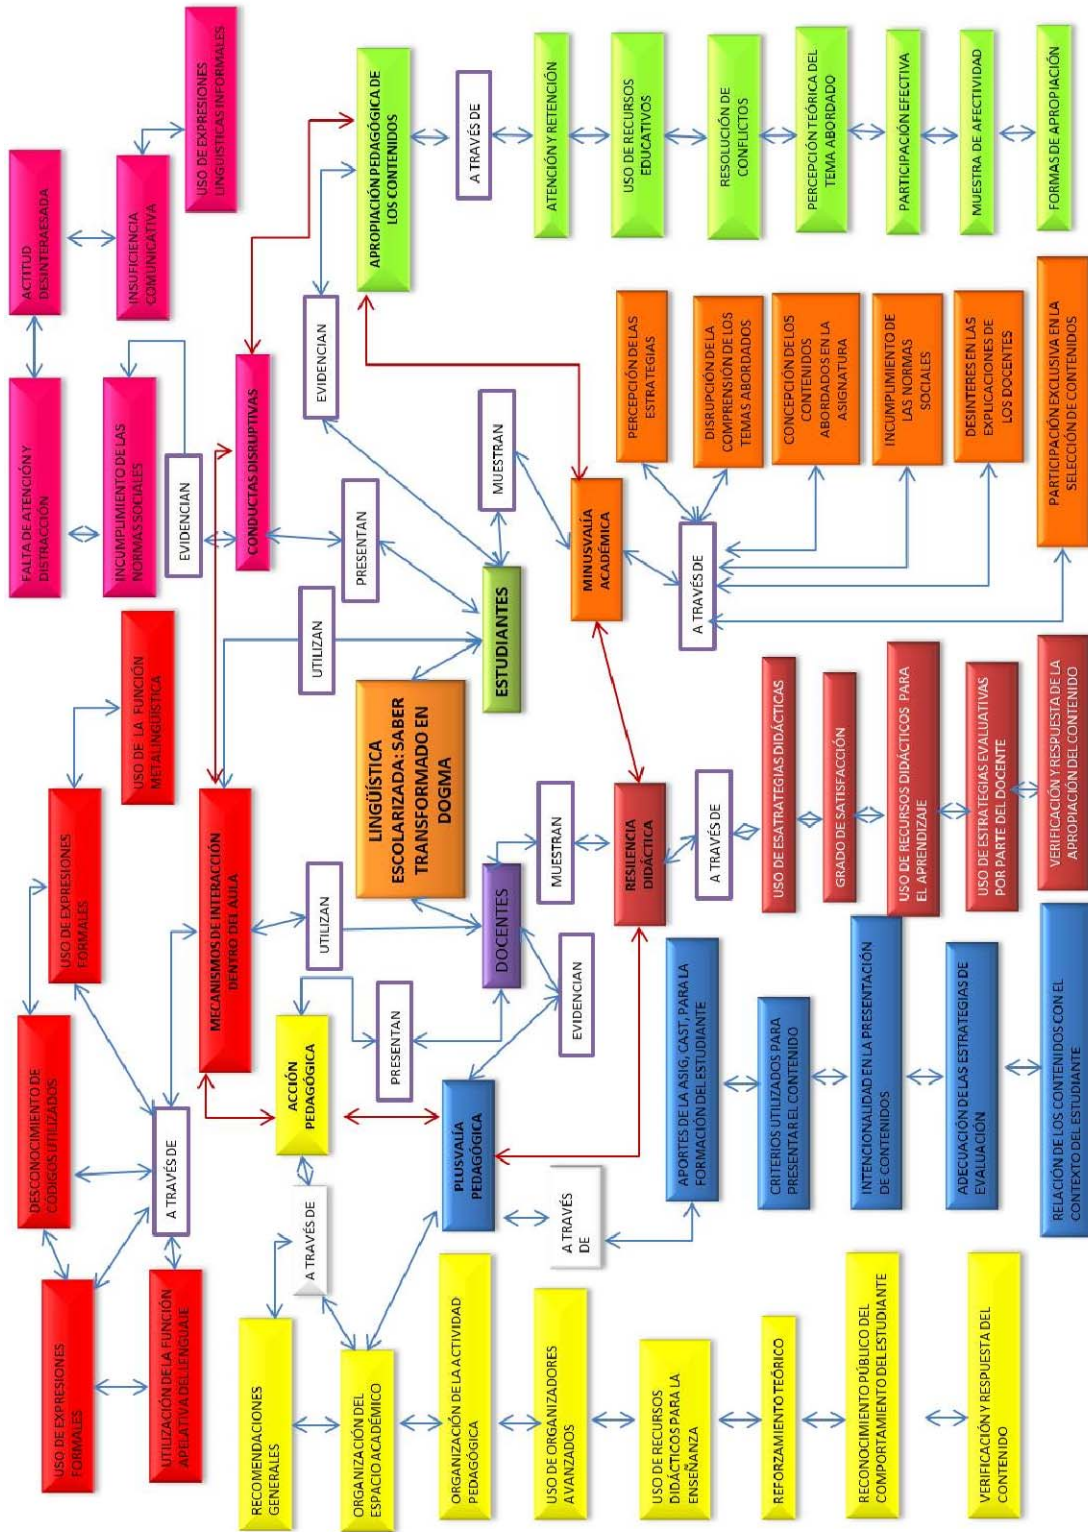 USO DE EXPRESIONES
FORMALES
DESCONOCIMIENTO DE
CÓDIGOS UTILIZADOS
USO DE EXPRESIONES
FORMALES
USO DE LA FUNCIÓN
METALINGÜISTICA
UTILIZACIÓN DE LA FUNCIÓN
APELATIVA DEL LENGUAJE
A TRAVÉS DE
MECANISMOS DE INTERACCIÓN
DENTRO DEL AULA
FALTA DE ATENCIÓN Y
DISTRACCIÓN
ACTITUD
DESINTERAESADA
INCUMPLIMIENTO DE LAS
NORMAS SOCIALES
INSUFICIENCIA
COMUNICATIVA
USO DE EXPRESIONES
LINGUISTICAS INFORMALES
EVIDENCIAN
CONDUCTAS DISRUPTIVAS
RECOMENDACIONES
GENERALES
A TRAVÉS DE
ACCIÓN
PEDAGÓGICA
UTILIZAN
UTILIZAN
PRESENTAN
EVIDENCIAN
APROPIACIÓN PEDAGÓGICA DE
LOS CONTENIDOS
ORGANIZACIÓN DEL
ESPACIO ACADÉMICO
PRESENTAN
LINGÜÍSTICA
ESCOLARIZADA: SABER
TRANSFORMADO EN
DOGMA
ORGANIZACIÓN DE LA ACTIVIDAD
PEDAGÓGICA
PLUSVALÍA
PEDAGÓGICA
DOCENTES
ESTUDIANTES
MUESTRAN
A TRAVÉS DE
USO DE ORGANIZADORES
AVANZADOS
A TRAVÉS
DE
EVIDENCIAN
MUESTRAN
MINUSVALÍA
ACADÉMICA
ATENCIÓN Y RETENCIÓN
USO DE RECURSOS
DIDÁCTICOS PARA LA
ENSEÑANZA
APORTES DE LA ASIG, CAST, PARA LA
FORMACIÓN DEL ESTUDIANTE
RESILENCIA
DIDÁCTICA
A TRAVÉS DE
PERCEPCIÓN DE LAS
ESTRATEGIAS
USO DE RECURSOS
EDUCATIVOS
REFORZAMIENTO TEÓRICO
CRITERIOS UTILIZADOS PARA
PRESENTAR EL CONTENIDO
A TRAVÉS DE
USO DE ESATRATEGIAS DIDÁCTICAS
DISRUPCIÓN DE LA
COMPRENSIÓN DE LOS
TEMAS ABORDADOS
RESOLUCIÓN DE
CONFLICTOS
RECONOCIMIENTO PÚBLICO DEL
COMPORTAMIENTO DEL ESTUDIANTE
INTENCIONALIDAD EN LA PRESENTACIÓN
DE CONTENIDOS
GRADO DE SATISFACCIÓN
CONCEPCIÓN DE LOS
CONTENIDOS
ABORDADOS EN LA
ASIGNATURA
PERCEPCIÓN TEÓRICA DEL
TEMA ABORDADO
USO DE RECURSOS DIDÁCTICOS PARA
EL APRENDIZAJE
INCUMPLIMIENTO DE
LAS NORMAS
SOCIALES
PARTICIPACIÓN EFECTIVA
VERIFICACIÓN Y RESPUESTA DEL
CONTENIDO
ADECUACIÓN DE LAS ESTRATEGIAS DE
EVALUACIÓN
USO DE ESTRATEGIAS EVALUATIVAS
POR PARTE DEL DOCENTE
DESINTERES EN LAS
EXPLICACIONES DE
LOS DOCENTES
MUESTRA DE AFECTIVIDAD
RELACIÓN DE LOS CONTENIDOS CON EL
CONTEXTO DEL ESTUDIANTE
VERIFICACIÓN Y RESPUESTA DE LA
APROPIACIÓN DEL CONTENIDO
PARTICIPACIÓN EXCLUSIVA EN LA
SELECCIÓN DE CONTENIDOS
FORMAS DE APROPIACIÓN